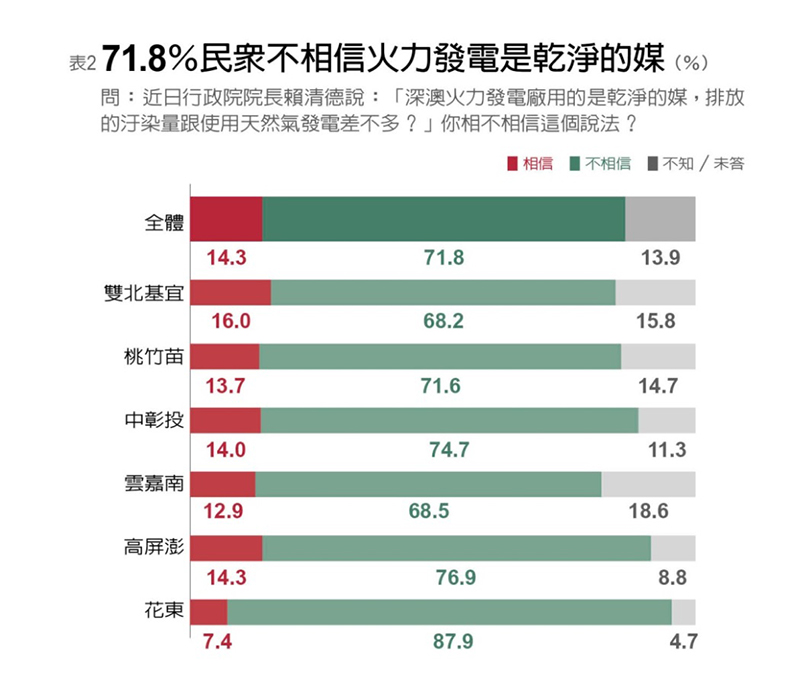 表2 71.8%民眾不相信火力發電是乾淨的媒（%）
問：近日行政院院長賴清德說：「深澳火力發電廠用的是乾淨的媒，排放
的汙染量跟使用天然氣發電差不多？」你相不相信這個說法？
相信 不相信 不知／未答
全體
14.3 71.8 13.9
雙北基宜
16.0 68.2 15.8
桃竹苗
13.7 71.6 14.7
中彰投
14.0 74.7 11.3
雲嘉南
12.9 68.5 18.6
高屏澎
14.3 76.9 8.8
花東
7.4 87.9 4.7